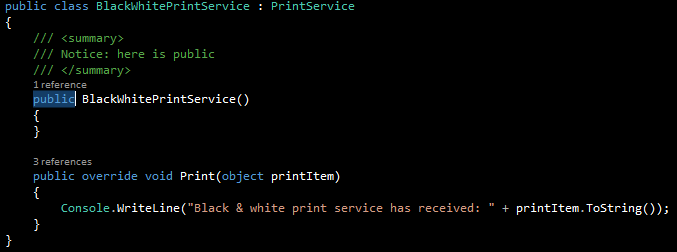 public class BlackWhitePrintService : PrintService
{
/// <summary>
/// Notice: here is public
/// </summary>
1 reference
public BlackWhitePrintService()
{
}
3 references
public override void Print(object printItem)
{
Console.WriteLine("Black & white print service has received: " + printItem.ToString());
}
}